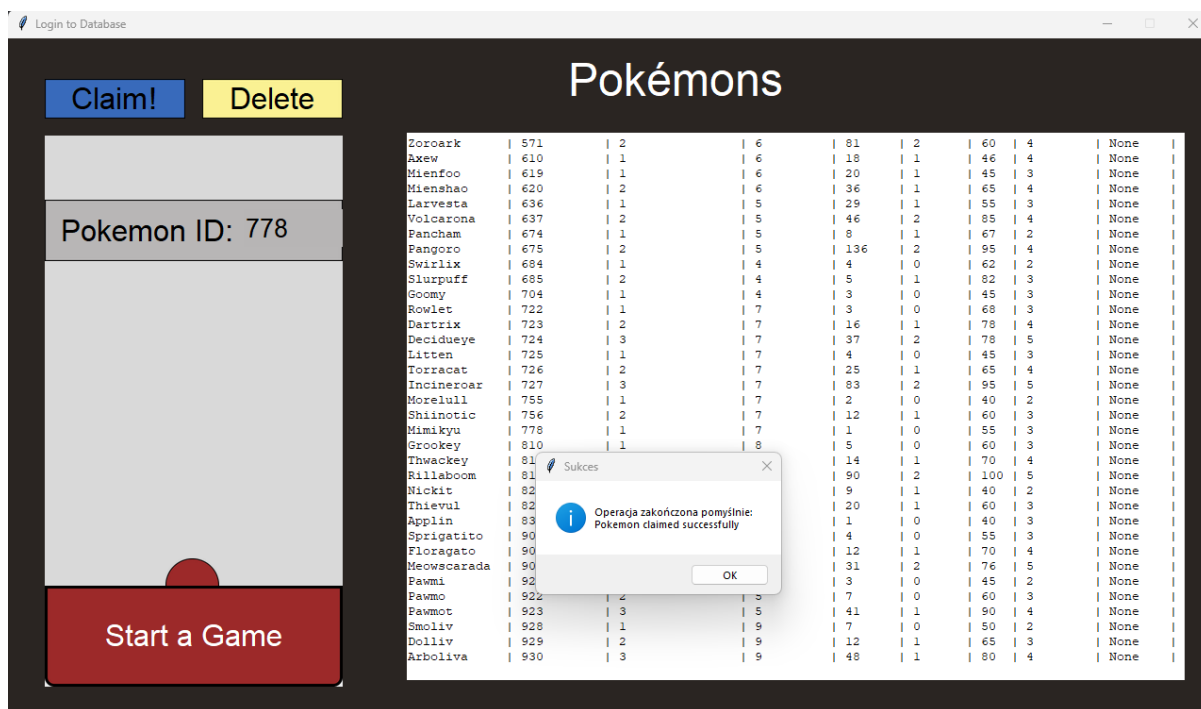 Login to Database
Pokémons
Claim!
Delete
Pokemon ID: 778
Start a Game
Zoroark | 571 | 2 | 6 | 81 | 2 | 60 | 4 | None |
Axew | 610 | 1 | 6 | 18 | 1 | 46 | 4 | None |
Mienfoo | 619 | 1 | 6 | 20 | 1 | 45 | 3 | None |
Mienshao | 620 | 2 | 6 | 36 | 1 | 65 | 4 | None |
Larvesta | 636 | 1 | 5 | 29 | 1 | 55 | 3 | None |
Volcarona | 637 | 2 | 5 | 46 | 2 | 85 | 4 | None |
Pancham | 674 | 1 | 5 | 8 | 1 | 67 | 2 | None |
Pangoro | 675 | 2 | 5 | 136 | 2 | 95 | 4 | None |
Swirlix | 684 | 1 | 4 | 4 | 0 | 62 | 2 | None |
Slurpuff | 685 | 2 | 4 | 5 | 1 | 82 | 3 | None |
Goomy | 704 | 1 | 4 | 3 | 0 | 45 | 3 | None |
Rowlet | 722 | 1 | 7 | 3 | 0 | 68 | 3 | None |
Dartrix | 723 | 2 | 7 | 16 | 1 | 78 | 4 | None |
Decidueye | 724 | 3 | 7 | 37 | 2 | 78 | 5 | None |
Litten | 725 | 1 | 7 | 4 | 0 | 45 | 3 | None |
Torracat | 726 | 2 | 7 | 25 | 1 | 65 | 4 | None |
Incineroar | 727 | 3 | 7 | 83 | 2 | 95 | 5 | None |
Morelull | 755 | 1 | 7 | 2 | 0 | 40 | 2 | None |
Shiinotic | 756 | 2 | 7 | 12 | 1 | 60 | 3 | None |
Mimikyu | 778 | 1 | 7 | 1 | 0 | 55 | 3 | None |
Grookey | 810 | 1 | 8 | 5 | 0 | 60 | 3 | None |
Thwackey | 81 | 14 | 1 | 70 | 4 | None |
Rillaboom | 81 | 90 | 2 | 100 | 5 | None |
Nickit | 82 | 9 | 1 | 40 | 2 | None |
Thievul | 82 | 20 | 1 | 60 | 3 | None |
Applin | 83 | 1 | 0 | 40 | 3 | None |
Sprigatito | 90 | 4 | 0 | 55 | 3 | None |
Floragato | 90 | 12 | 1 | 70 | 4 | None |
Meowscarada | 90 | 31 | 2 | 76 | 5 | None |
Pawmi | 92 | 3 | 0 | 45 | 2 | None |
Pawmo | 922 | 2 | 5 | 7 | 0 | 60 | 3 | None |
Pawmot | 923 | 3 | 5 | 41 | 1 | 90 | 4 | None |
Smoliv | 928 | 1 | 9 | 7 | 0 | 50 | 2 | None |
Dolliv | 929 | 2 | 9 | 12 | 1 | 65 | 3 | None |
Arboliva | 930 | 3 | 9 | 48 | 1 | 80 | 4 | None |
Sukces
Operacja zakończona pomyślnie:
Pokemon claimed successfully
OK